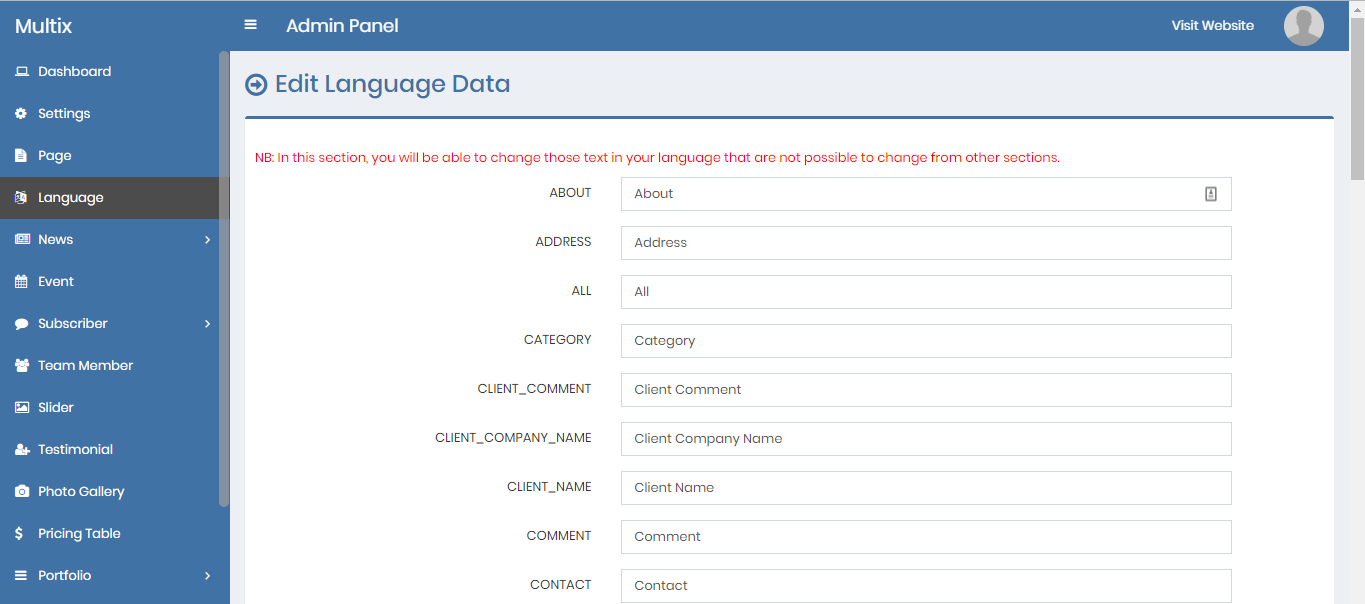 Multix
Admin Panel
Visit Website
Dashboard
Settings
Page
Language
News
Event
Subscriber
Team Member
Slider
Testimonial
Photo Gallery
Pricing Table
Portfolio
Edit Language Data
NB: In this section, you will be able to change those text in your language that are not possible to change from other sections.
ABOUT About
ADDRESS Address
ALL All
CATEGORY Category
CLIENT_COMMENT Client Comment
CLIENT_COMPANY_NAME Client Company Name
CLIENT_NAME Client Name
COMMENT Comment
CONTACT Contact